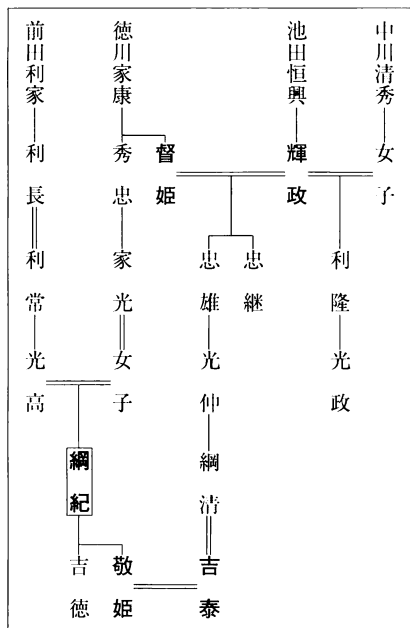 中川清秀
女子
利隆
光政
池田恒興
輝政
忠継
忠雄
光仲
綱清
吉泰
徳川家康
督姫
秀忠
家光
女子
敬姫
前田利家
利長
利常
光高
綱紀
吉徳